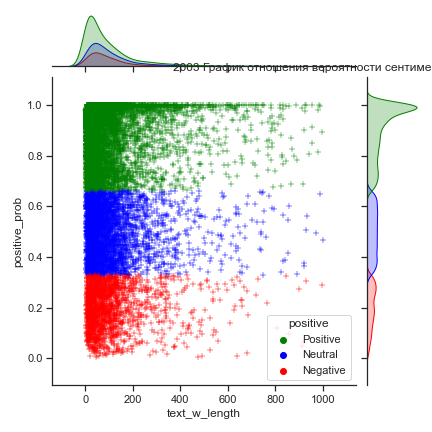 2003 График отношения вероятности сентиме
positive_prob
1.0
0.8
0.6
0.4
0.2
0.0
0
200
400
600
800
1000
text_w_length
positive
Positive
Neutral
Negative